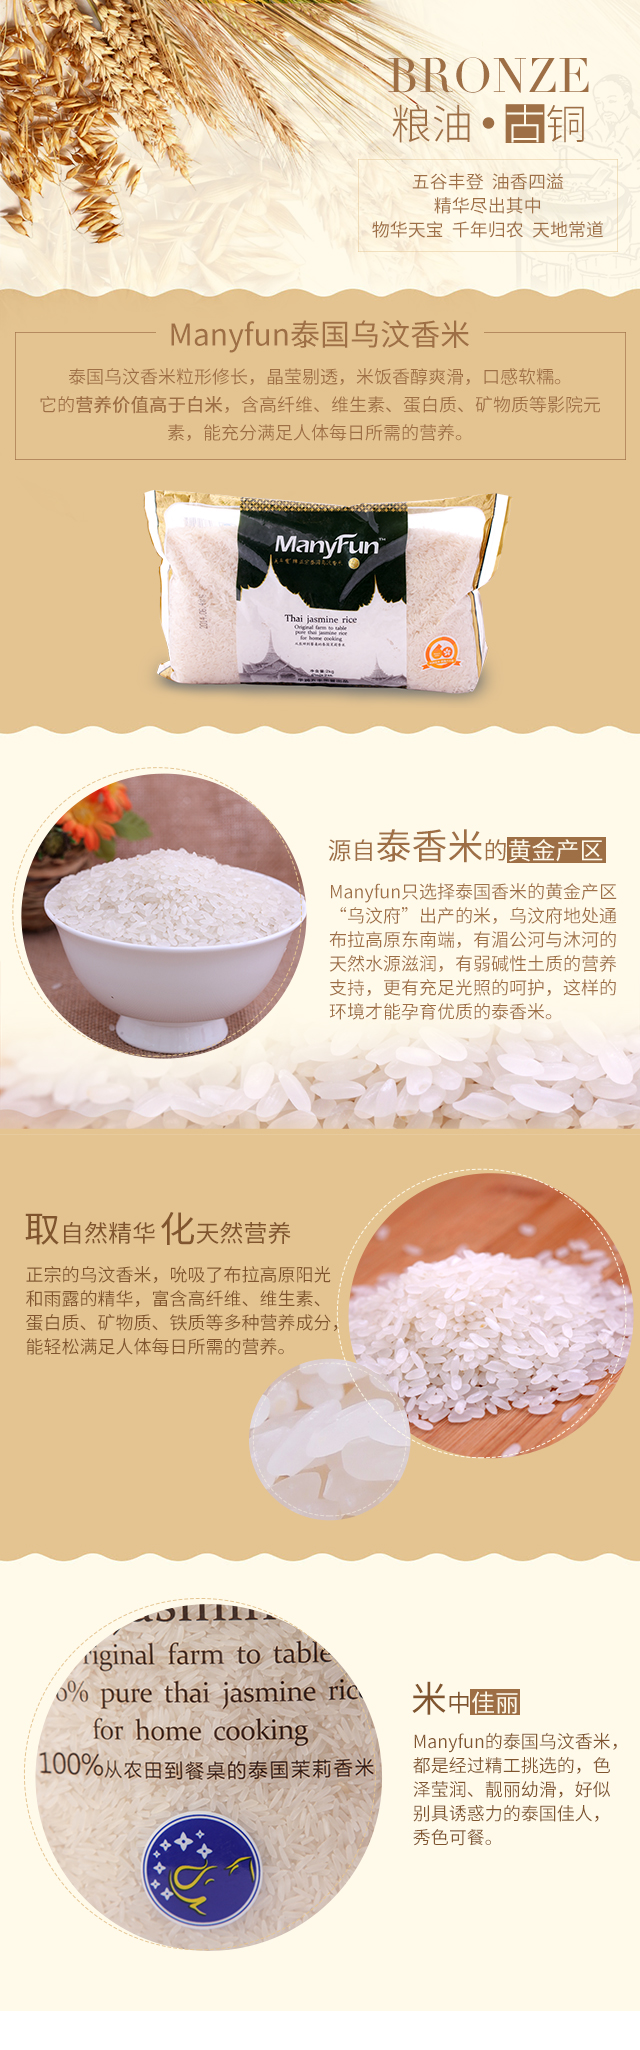 BRONZE
粮油•古铜
五谷丰登 油香四溢
精华尽出其中
物华天宝 千年归农 天地常道
Manyfun泰国乌汶香米
泰国乌汶香米粒形修长，晶莹剔透，米饭香醇爽滑，口感软糯。
它的营养价值高于白米，含高纤维、维生素、蛋白质、矿物质等影院元
素，能充分满足人体每日所需的营养。
ManyFun™
Thai jasmine rice
Original farm to table
pure thai jasmine rice
for home cooking
源自泰香米的黄金产区
Manyfun只选择泰国香米的黄金产区
“乌汶府”出产的米，乌汶府地处通
布拉高原东南端，有湄公河与沐河的
天然水源滋润，有弱碱性土质的营养
支持，更有充足光照的呵护，这样的
环境才能孕育优质的泰香米。
取自然精华 化天然营养
正宗的乌汶香米，吮吸了布拉高原阳光
和雨露的精华，富含高纤维、维生素、
蛋白质、矿物质、铁质等多种营养成分，
能轻松满足人体每日所需的营养。
riginal farm to table
% pure thai jasmine ric
for home cooking
100%从农田到餐桌的泰国茉莉香米
米中佳丽
Manyfun的泰国乌汶香米，
都是经过精工挑选的，色
泽莹润、靓丽幼滑，好似
别具诱惑力的泰国佳人，
秀色可餐。